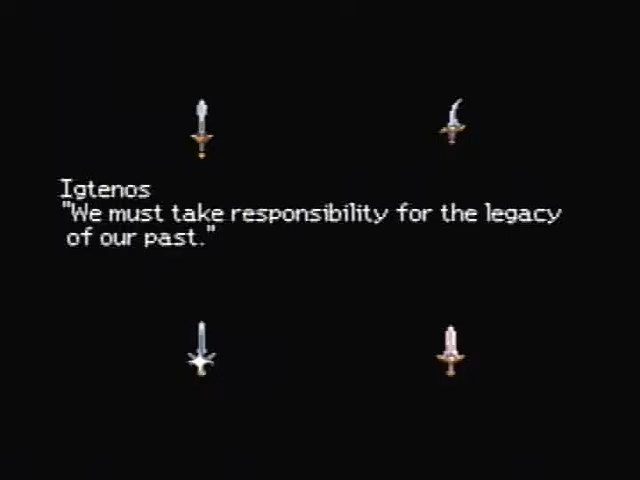 Igtenos
"We must take responsibility for the legacy
of our past."